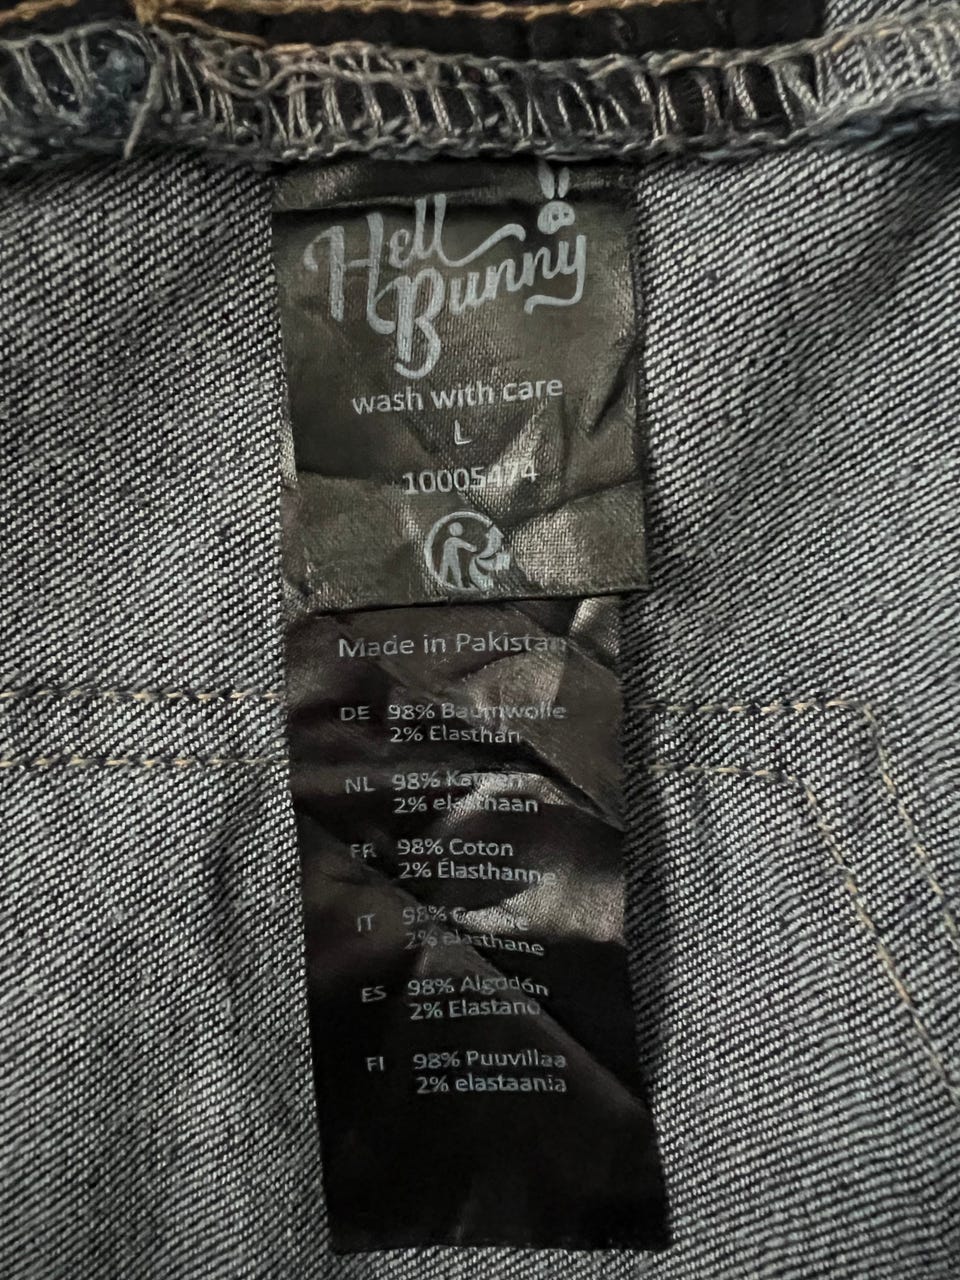 Hell
Bunny
wash with care
L
10005474
Made in Pakistan
DE 98% Baumwolle
2% Elasthan
NL 98% Katoen
2% elasthaan
FR 98% Coton
2% Élasthanne
IT 98%
2% elasthane
ES 98% Algodón
2% Elastano
FI 98% Puuvillaa
2% elastaania